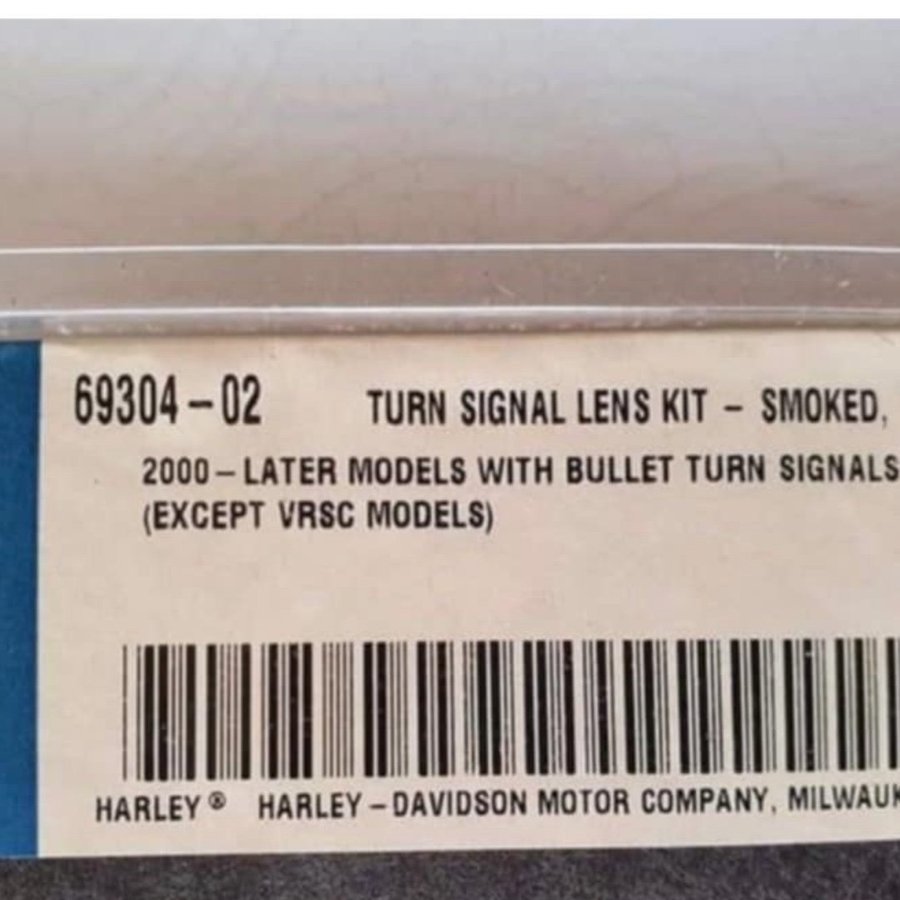 69304-02 TURN SIGNAL LENS KIT - SMOKED,
2000-LATER MODELS WITH BULLET TURN SIGNALS
(EXCEPT VRSC MODELS)
HARLEY® HARLEY-DAVIDSON MOTOR COMPANY, MILWAUK